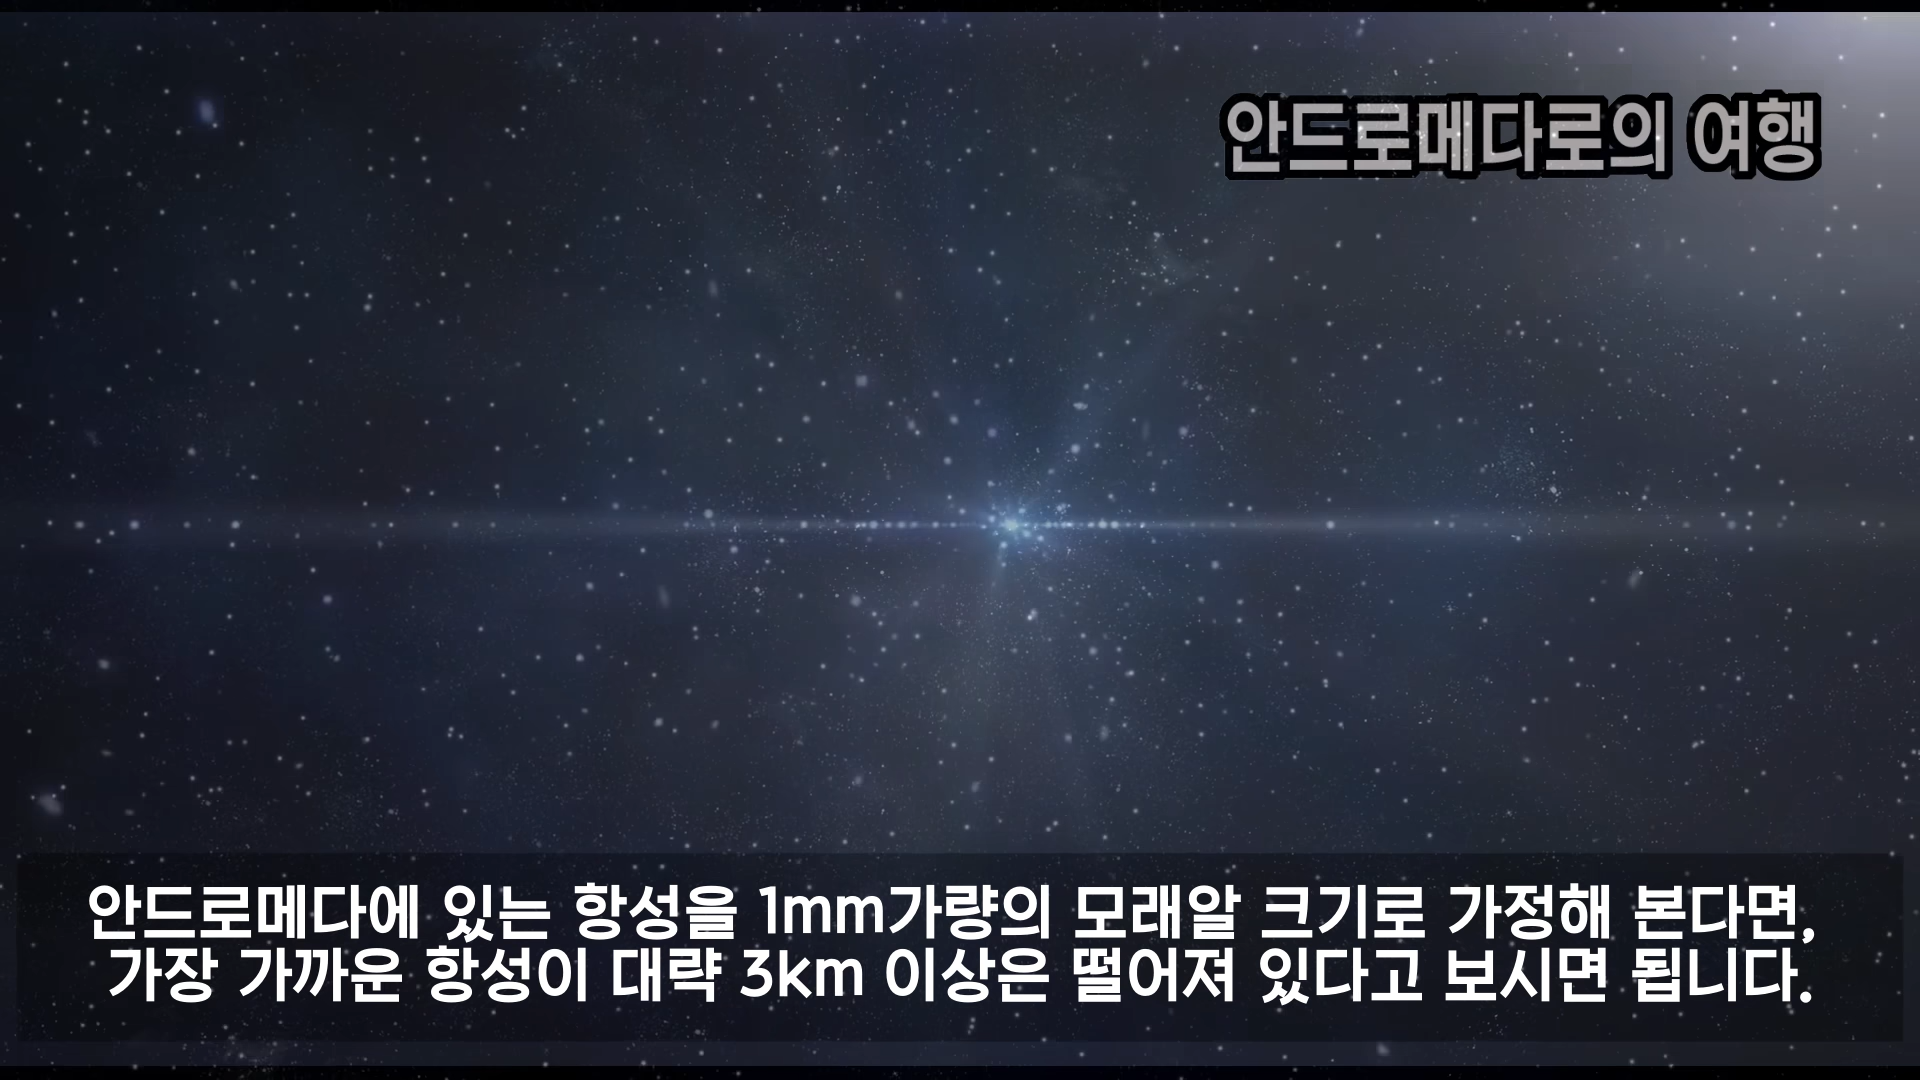 안드로메다로의 여행
안드로메다에 있는 항성을 1mm가량의 모래알 크기로 가정해 본다면,
가장 가까운 항성이 대략 3km 이상은 떨어져 있다고 보시면 됩니다.